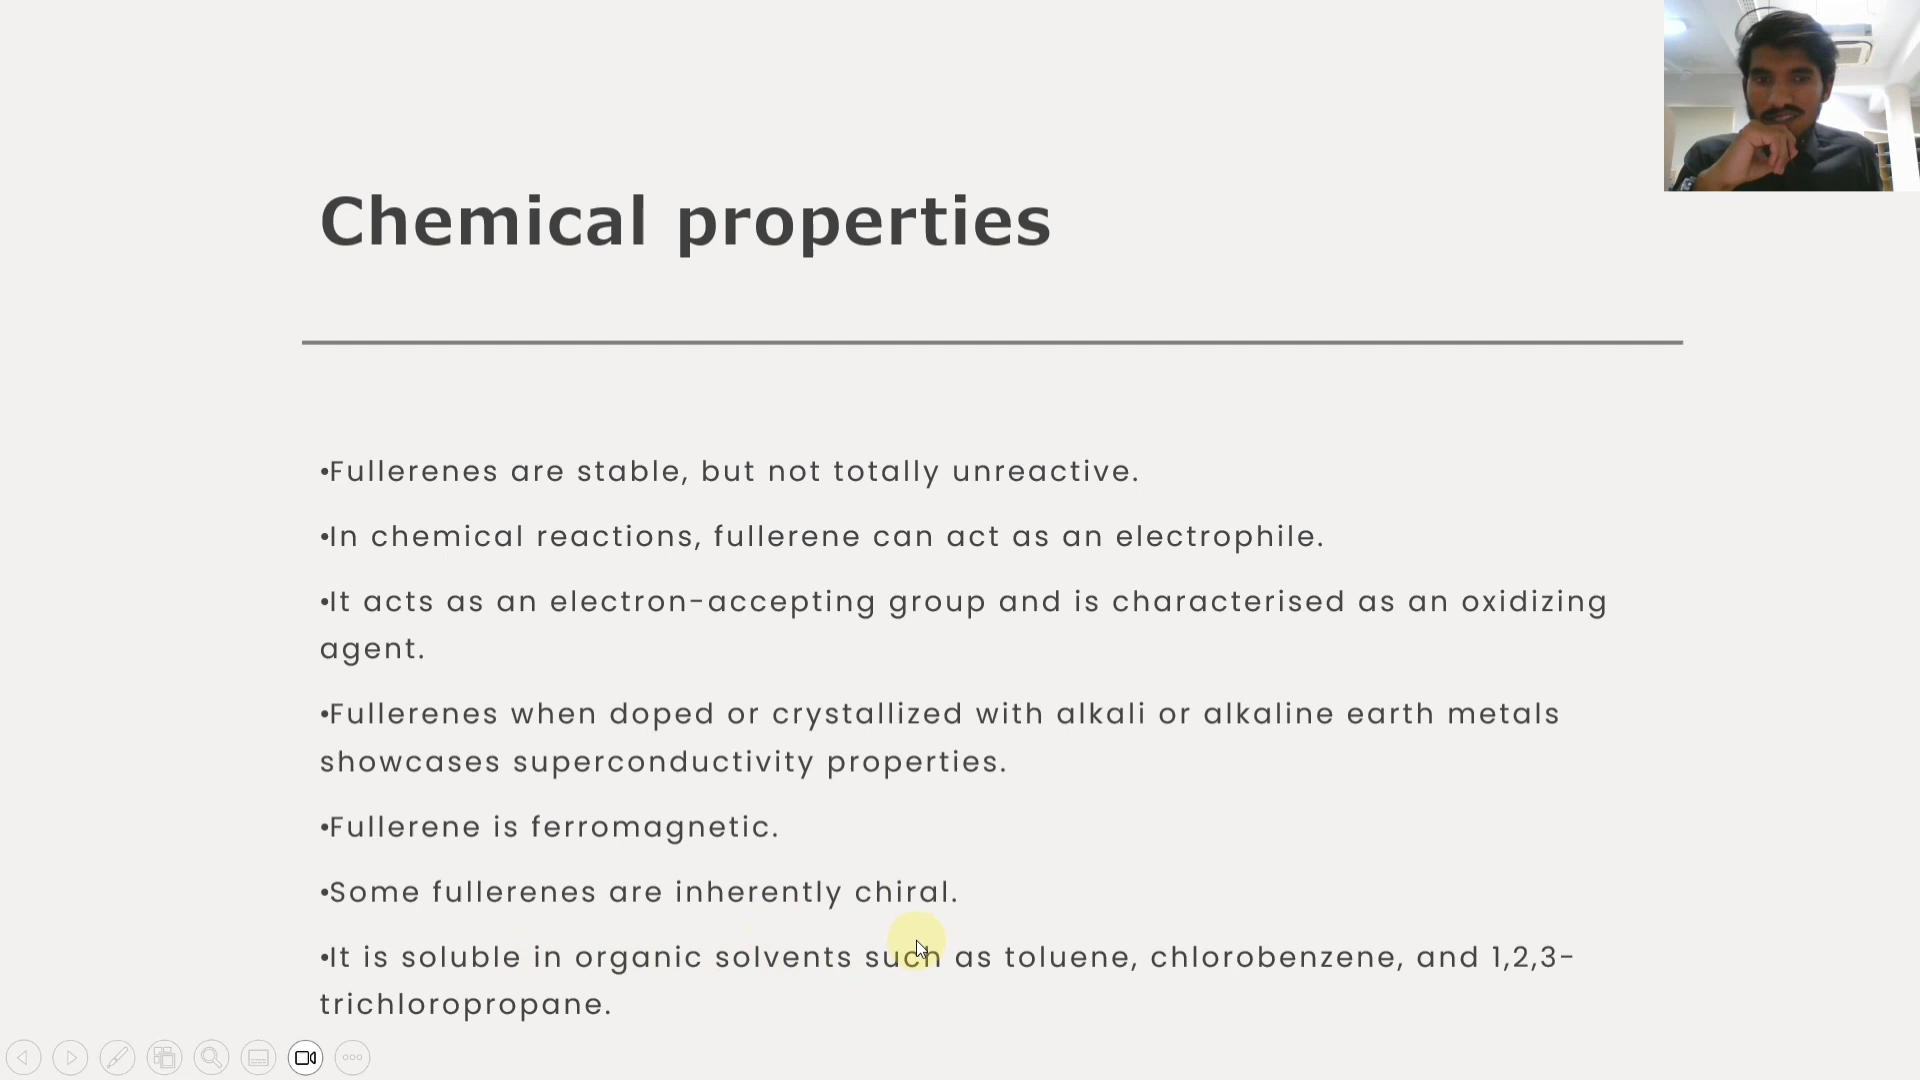 Chemical properties
•Fullerenes are stable, but not totally unreactive.
•In chemical reactions, fullerene can act as an electrophile.
•It acts as an electron-accepting group and is characterised as an oxidizing
agent.
•Fullerenes when doped or crystallized with alkali or alkaline earth metals
showcases superconductivity properties.
•Fullerene is ferromagnetic.
•Some fullerenes are inherently chiral.
•It is soluble in organic solvents such as toluene, chlorobenzene, and 1,2,3-
trichloropropane.